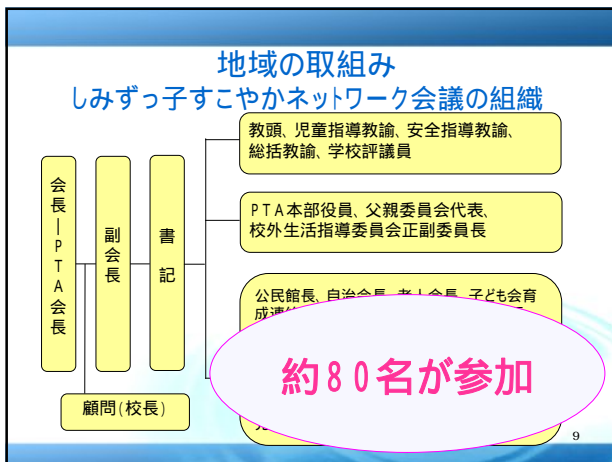 地域の取組み
しみずっ子すこやかネットワーク会議の組織
会長―PTA会長
副会長
書記
顧問(校長)
教頭、児童指導教諭、安全指導教諭、
総括教諭、学校評議員
PTA本部役員、父親委員会代表、
校外生活指導委員会正副委員長
公民館長、自治会長、老人会長、子ども会育
約80名が参加
9